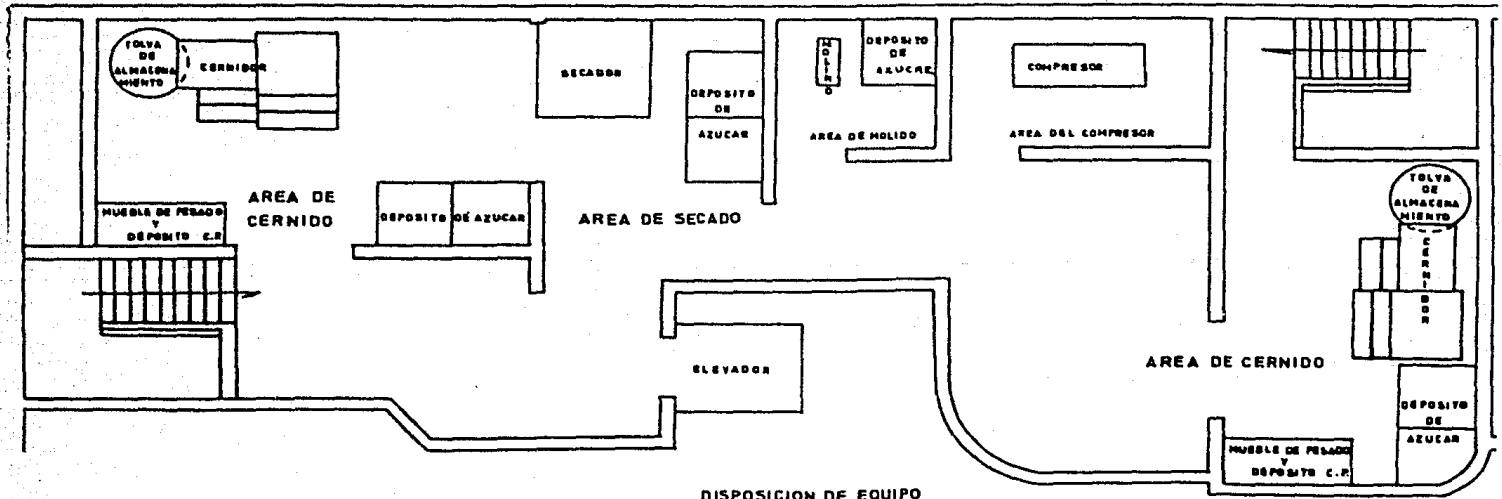 TOLVA
DE
ALMACENA
MIENTO
CERNIDOR
SECADOR
DEPOSITO
DE
AZUCAR
MOLINO
DEPOSITO
DE
AZUCRE
AREA DE MOLIDO
COMPRESOR
AREA DEL COMPRESOR
MUEBLE DE PESADO
Y
DEPOSITO C.P.
AREA DE
CERNIDO
DEPOSITO DE AZUCAR
AREA DE SECADO
TOLVA
DE
ALMACENA
MIENTO
CERNIDOR
ELEVADOR
AREA DE CERNIDO
DEPOSITO
DE
AZUCAR
MUEBLE DE PESADO
Y
DEPOSITO C.P.
DISPOSICION DE EQUIPO